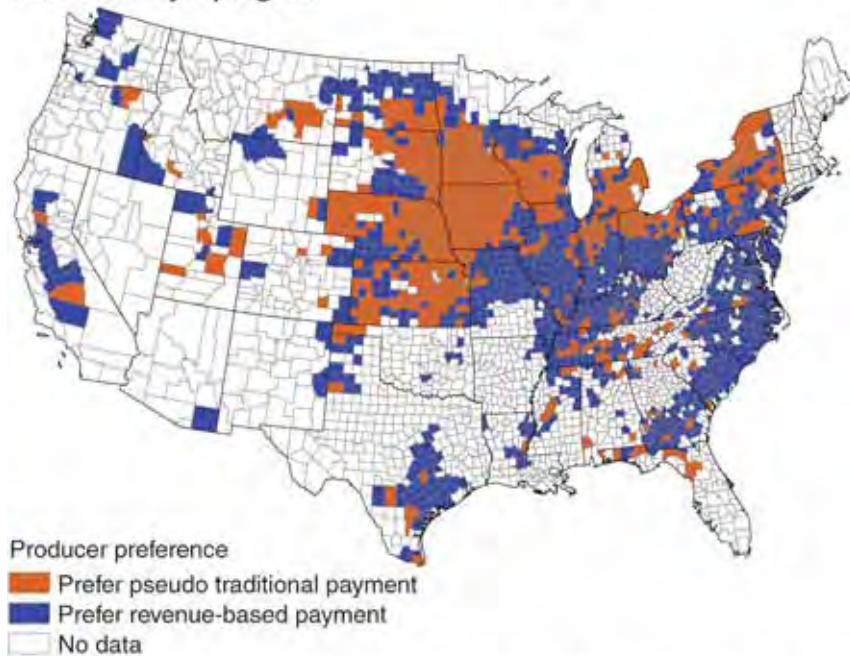 Producer preference
Prefer pseudo traditional payment
Prefer revenue-based payment
No data